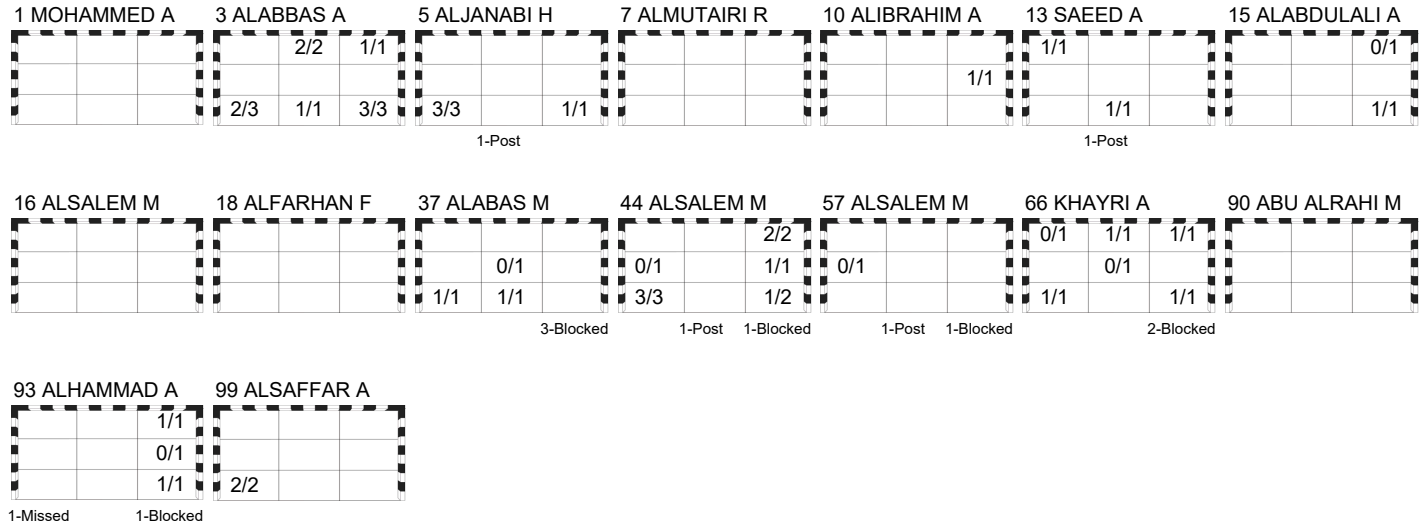 1 MOHAMMED A 3 ALABBAS A 5 ALJANABI H 7 ALMUTAIRI R 10 ALIBRAHIM A 13 SAEED A 15 ALABDULALI A
2/2 1/1 1/1 0/1
1/1
2/3 1/1 3/3 3/3 1/1 1/1 1/1
1-Post 1-Post
16 ALSALEM M 18 ALFARHAN F 37 ALABAS M 44 ALSALEM M 57 ALSALEM M 66 KHAYRI A 90 ABU ALRAHI M
2/2 0/1 1/1 1/1
0/1 0/1 1/1 0/1 0/1
1/1 1/1 3/3 1/2 1/1 1/1
3-Blocked 1-Post 1-Blocked 1-Post 1-Blocked 2-Blocked
93 ALHAMMAD A 99 ALSAFFAR A
1/1
0/1
1/1 2/2
1-Missed 1-Blocked